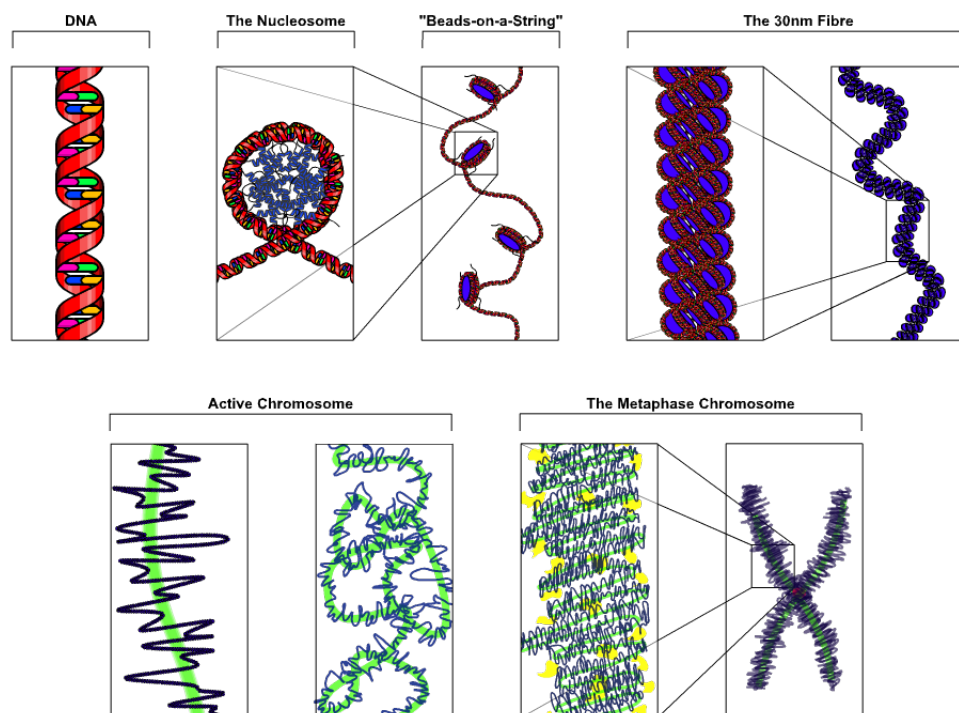 DNA
The Nucleosome
"Beads-on-a-String"
The 30nm Fibre
Active Chromosome
The Metaphase Chromosome